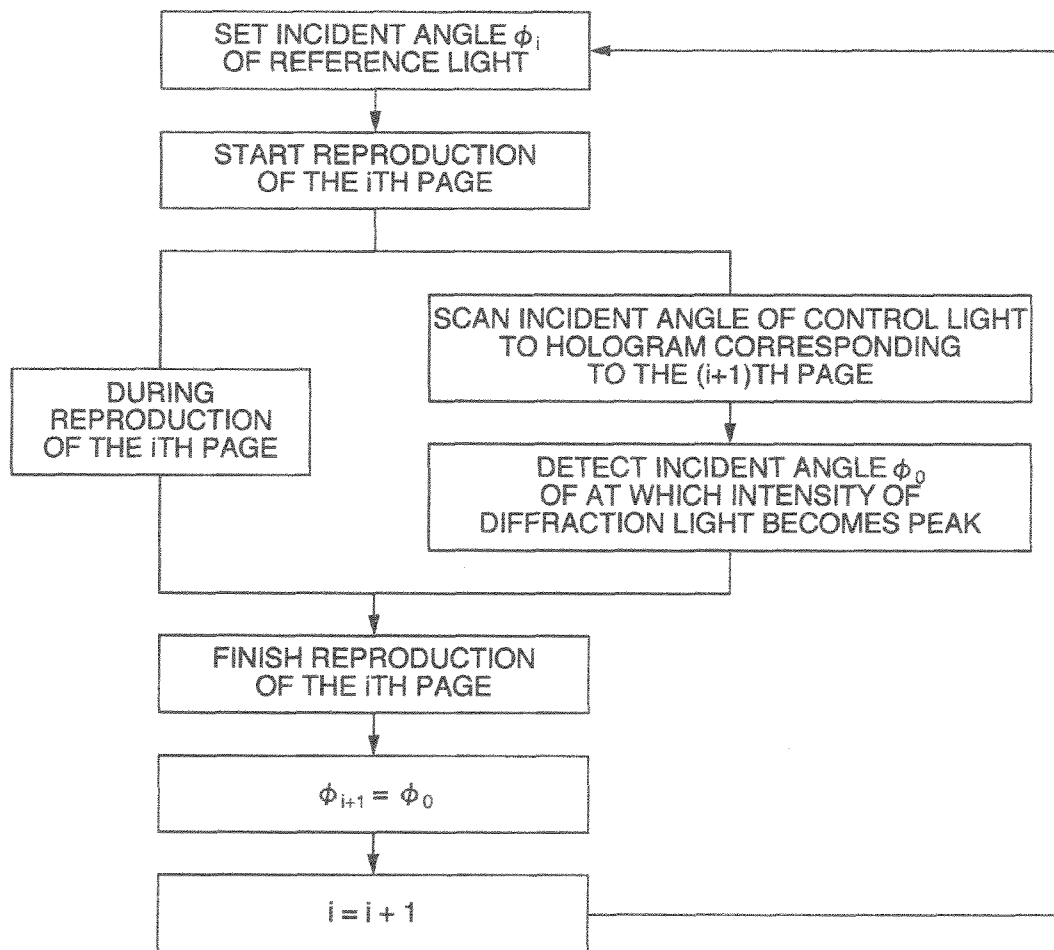 SET INCIDENT ANGLE ϕi
OF REFERENCE LIGHT
START REPRODUCTION
OF THE iTH PAGE
DURING
REPRODUCTION
OF THE iTH PAGE
SCAN INCIDENT ANGLE OF CONTROL LIGHT
TO HOLOGRAM CORRESPONDING
TO THE (i+1)TH PAGE
DETECT INCIDENT ANGLE ϕ0
OF AT WHICH INTENSITY OF
DIFFRACTION LIGHT BECOMES PEAK
FINISH REPRODUCTION
OF THE iTH PAGE
ϕi+1 = ϕ0
i = i + 1